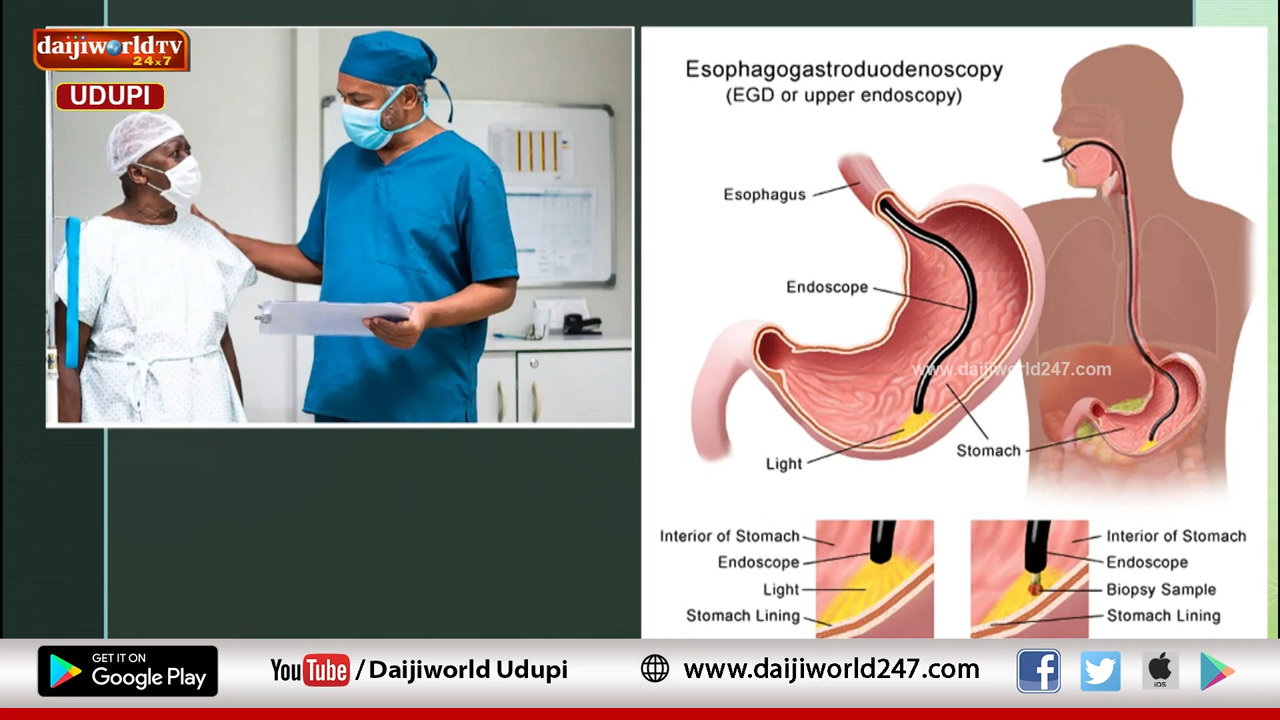 daijiworldTV
24x7
UDUPI
Esophagogastroduodenoscopy
(EGD or upper endoscopy)
Esophagus
Endoscope
www.daijiworld247.com
Light
Stomach
Interior of Stomach
Endoscope
Light
Stomach Lining
Interior of Stomach
Endoscope
Biopsy Sample
Stomach Lining
GET IT ON
Google Play
YouTube / Daijiworld Udupi
www.daijiworld247.com
iOS